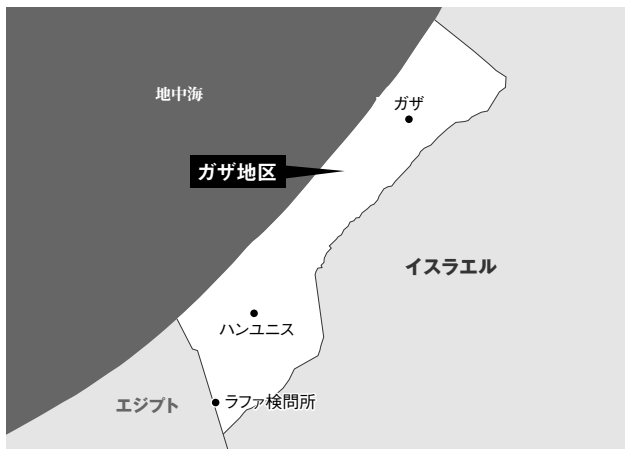 地中海
ガザ
ガザ地区
イスラエル
ハンユニス
エジプト
ラファ検問所